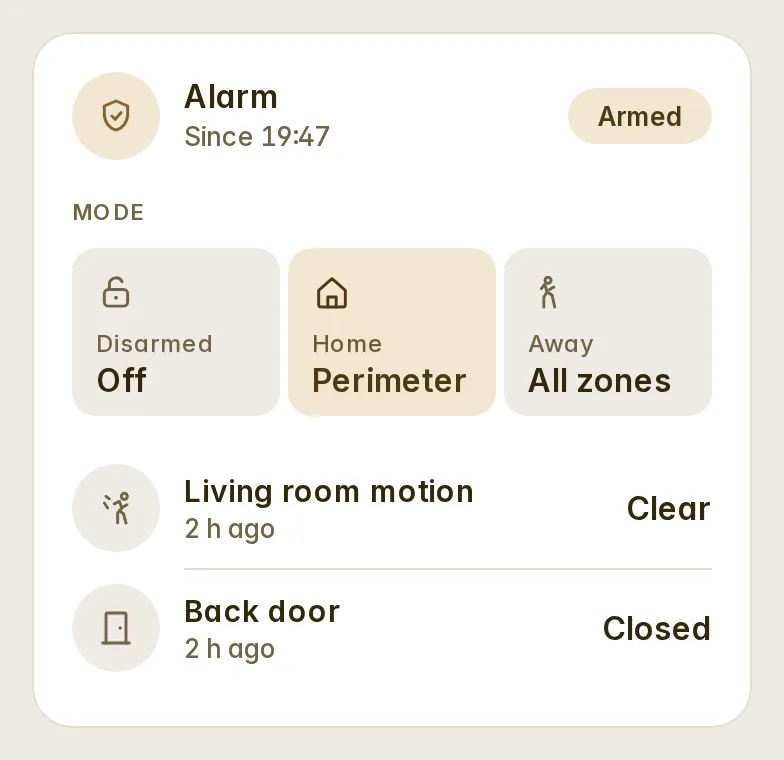 Alarm
Since 19:47
Armed
MODE
Disarmed
Off
Home
Perimeter
Away
All zones
Living room motion
2 h ago
Clear
Back door
2 h ago
Closed